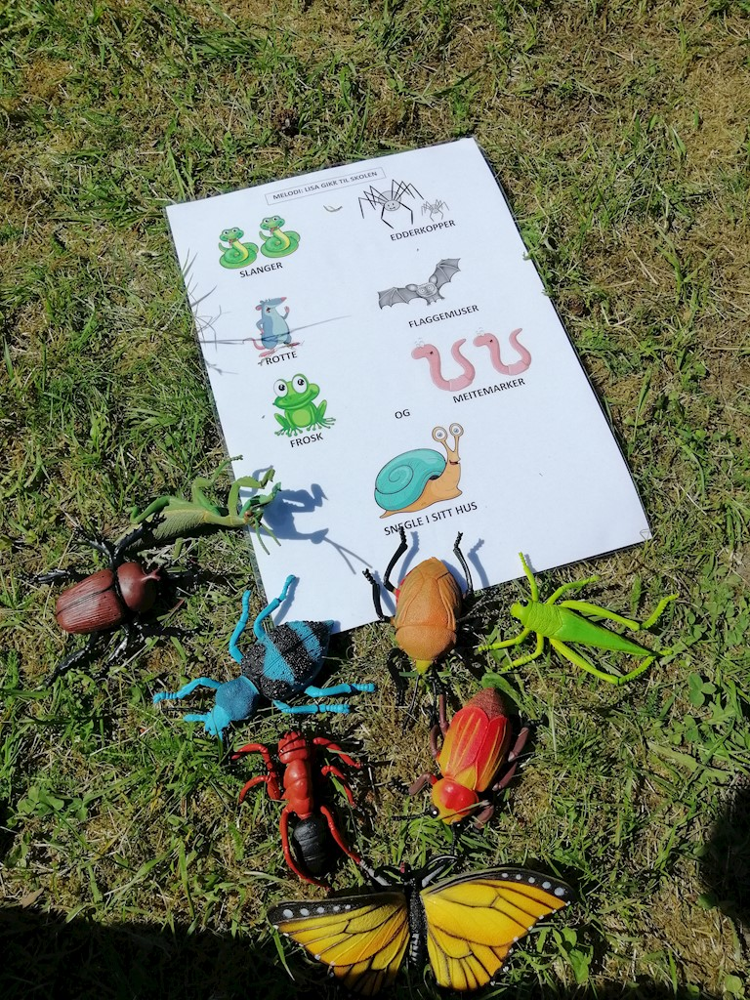 MELODI: LISA GIKK TIL SKOLEN
SLANGER
EDDERKOPPER
ROTTE
FLAGGEMUSER
FROSK
MEITEMARKER
OG
SNEGLE I SITT HUS